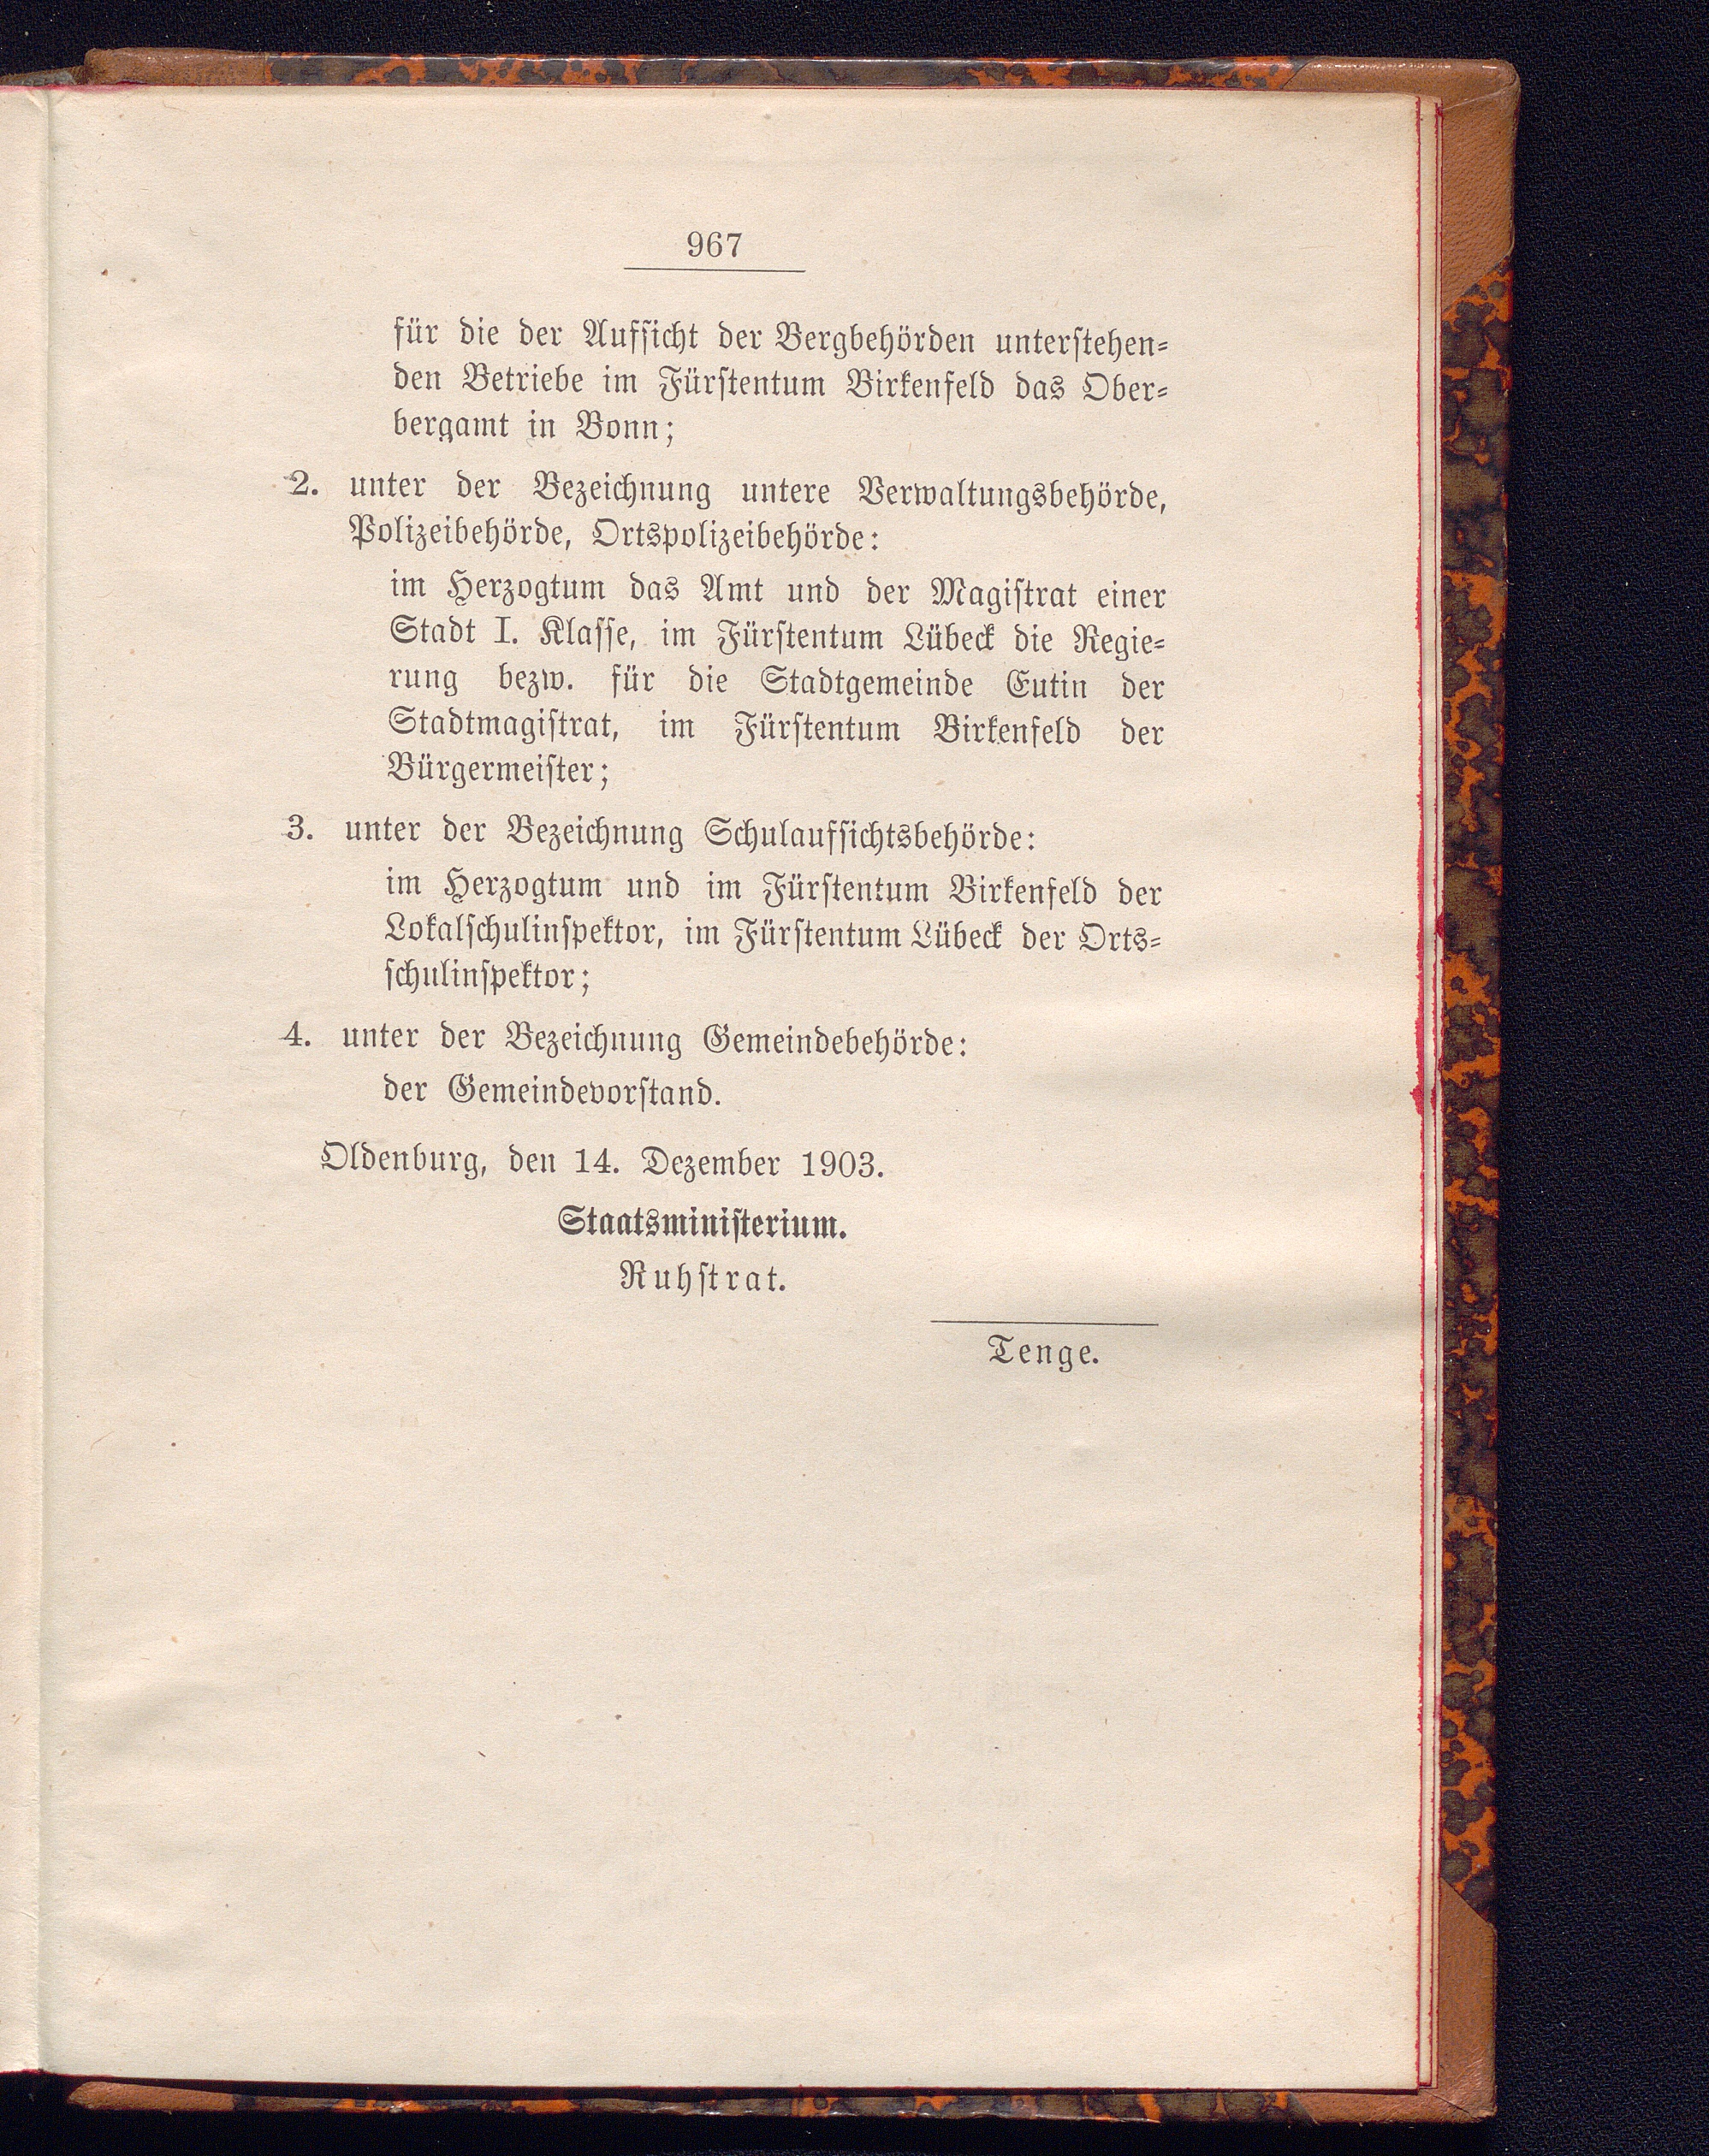 967
für die der Aufsicht der Bergbehörden unterstehen-
den Betriebe im Fürstentum Birkenfeld das Ober-
bergamt in Bonn;
2. unter der Bezeichnung untere Verwaltungsbehörde,
Polizeibehörde, Ortspolizeibehörde:
im Herzogtum das Amt und der Magistrat einer
Stadt I. Klasse, im Fürstentum Lübeck die Regie-
rung bezw. für die Stadtgemeinde Eutin der
Stadtmagistrat, im Fürstentum Birkenfeld der
Bürgermeister;
3. unter der Bezeichnung Schulaufsichtsbehörde:
im Herzogtum und im Fürstentum Birkenfeld der
Lokalschulinspektor, im Fürstentum Lübeck der Orts-
schulinspektor;
4. unter der Bezeichnung Gemeindebehörde:
der Gemeindevorstand.
Oldenburg, den 14. Dezember 1903.
Staatsministerium.
Ruhstrat.
Tenge.